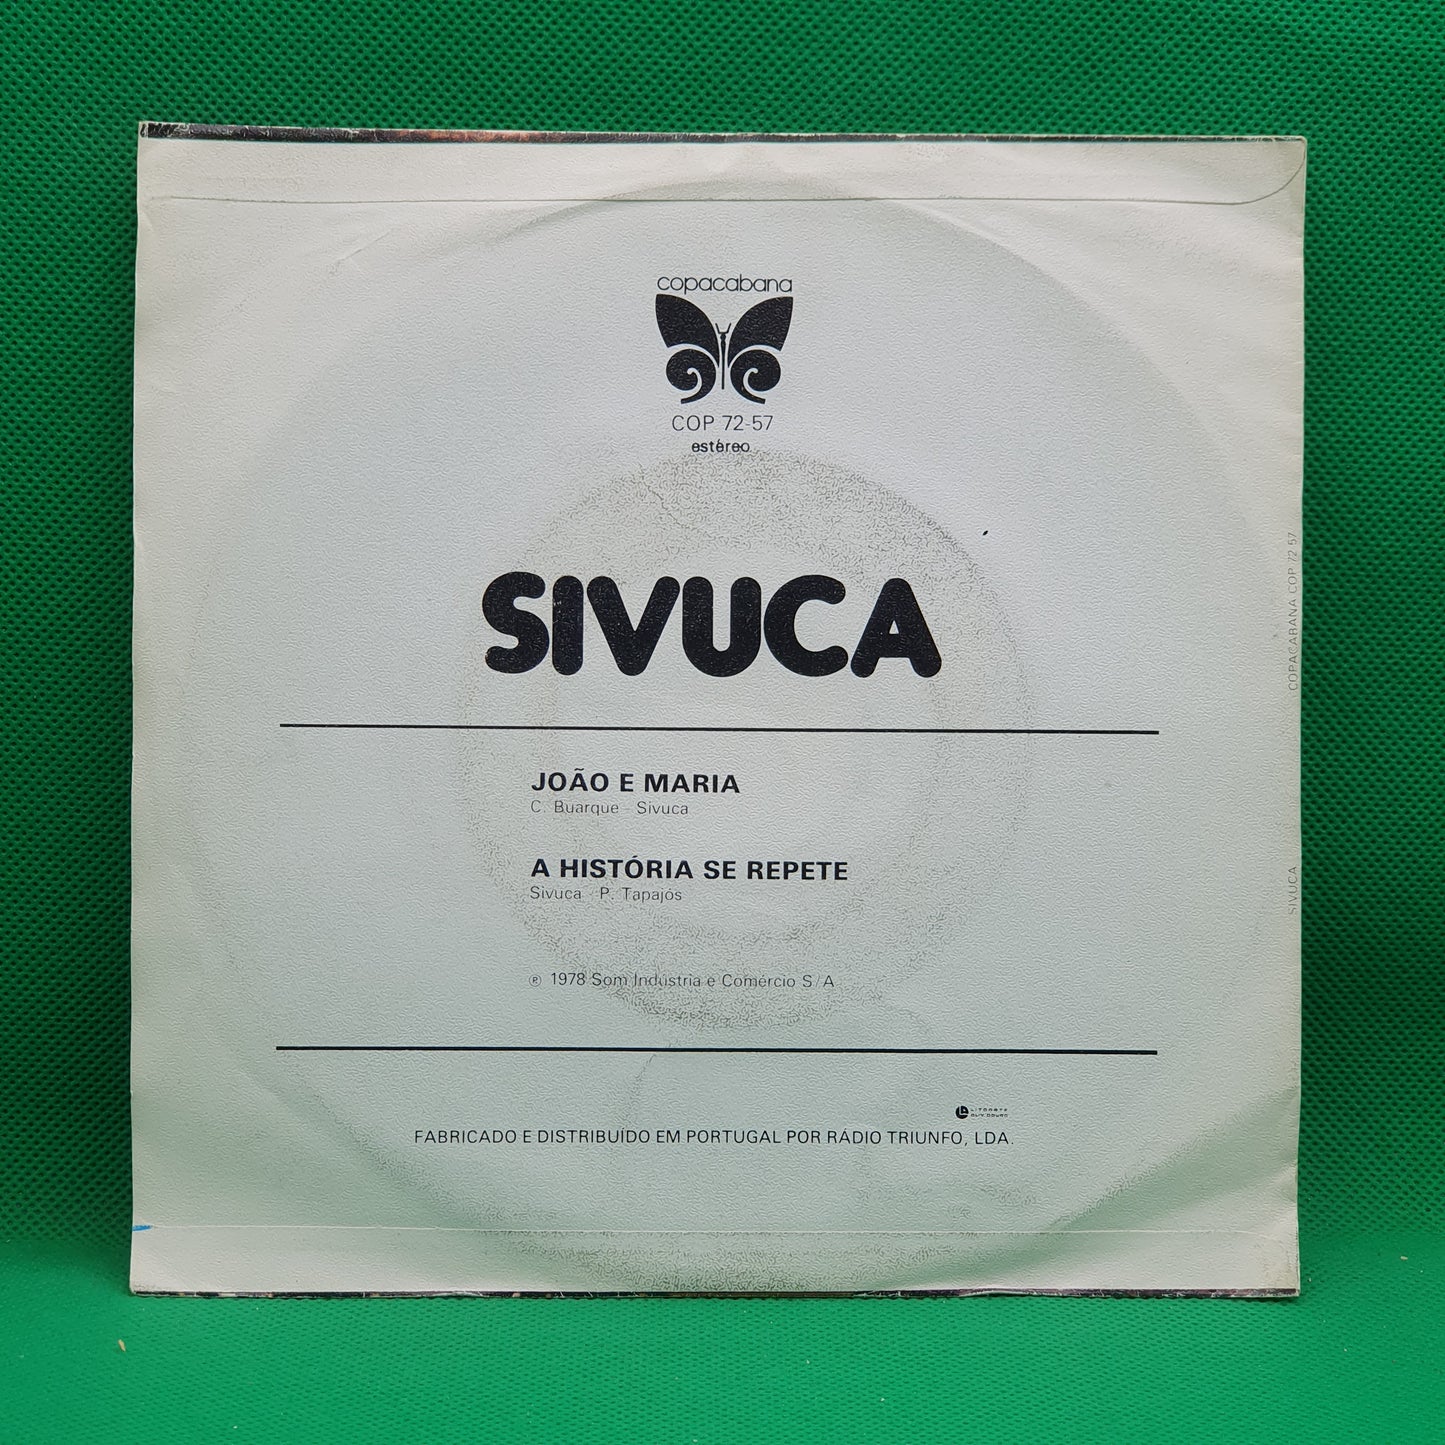 copacabana
COP 72-57
estéreo
SIVUCA
JOÃO E MARIA
C. Buarque - Sivuca
A HISTÓRIA SE REPETE
Sivuca - P. Tapajós
℗ 1978 Som Indústria e Comércio S/A
FABRICADO E DISTRIBUÍDO EM PORTUGAL POR RÁDIO TRIUNFO, LDA.
SIVUCA
COPACABANA COP 72 57